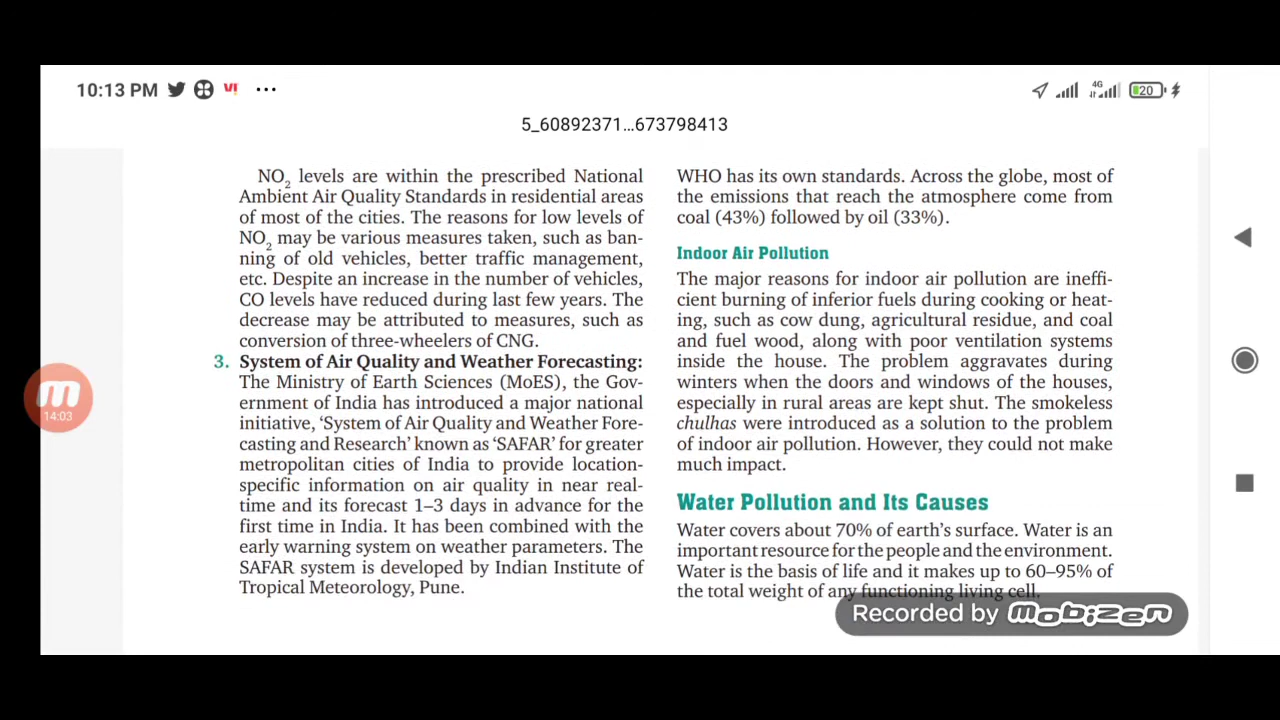 10:13 PM VI ...
4G 20
5_60892371...673798413
NO₂ levels are within the prescribed National
Ambient Air Quality Standards in residential areas
of most of the cities. The reasons for low levels of
NO₂ may be various measures taken, such as ban-
ning of old vehicles, better traffic management,
etc. Despite an increase in the number of vehicles,
CO levels have reduced during last few years. The
decrease may be attributed to measures, such as
conversion of three-wheelers of CNG.
3. System of Air Quality and Weather Forecasting:
The Ministry of Earth Sciences (MoES), the Gov-
ernment of India has introduced a major national
initiative, ‘System of Air Quality and Weather Fore-
casting and Research’ known as ‘SAFAR’ for greater
metropolitan cities of India to provide location-
specific information on air quality in near real-
time and its forecast 1–3 days in advance for the
first time in India. It has been combined with the
early warning system on weather parameters. The
SAFAR system is developed by Indian Institute of
Tropical Meteorology, Pune.
WHO has its own standards. Across the globe, most of
the emissions that reach the atmosphere come from
coal (43%) followed by oil (33%).
Indoor Air Pollution
The major reasons for indoor air pollution are ineffi-
cient burning of inferior fuels during cooking or heat-
ing, such as cow dung, agricultural residue, and coal
and fuel wood, along with poor ventilation systems
inside the house. The problem aggravates during
winters when the doors and windows of the houses,
especially in rural areas are kept shut. The smokeless
chulhas were introduced as a solution to the problem
of indoor air pollution. However, they could not make
much impact.
Water Pollution and Its Causes
Water covers about 70% of earth’s surface. Water is an
important resource for the people and the environment.
Water is the basis of life and it makes up to 60–95% of
the total weight of any functioning living cell.
m
14:03
Recorded by mobizen